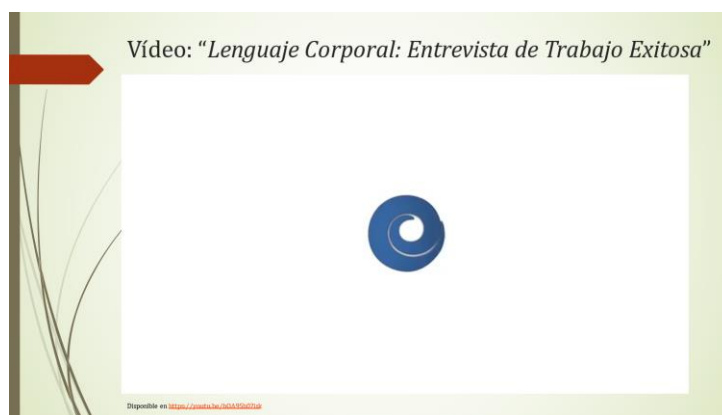 Vídeo: “Lenguaje Corporal: Entrevista de Trabajo Exitosa”
Disponible en